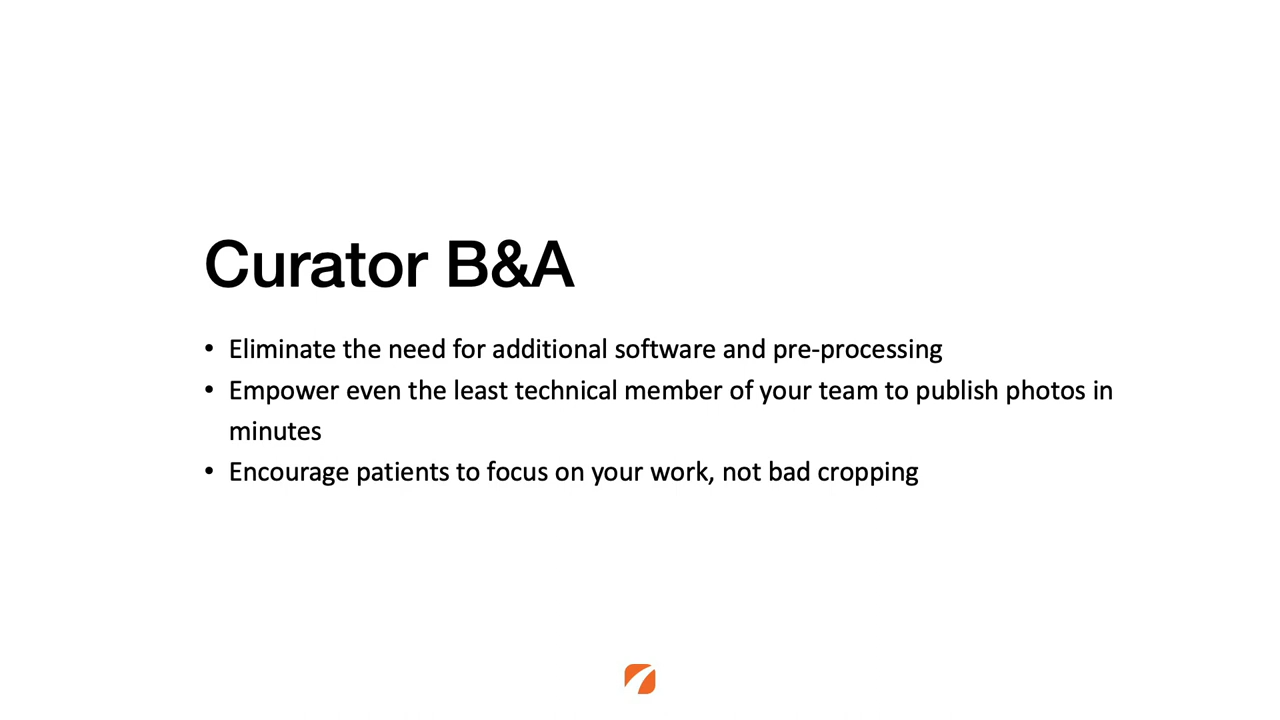 Curator B&A
• Eliminate the need for additional software and pre-processing
• Empower even the least technical member of your team to publish photos in
minutes
• Encourage patients to focus on your work, not bad cropping